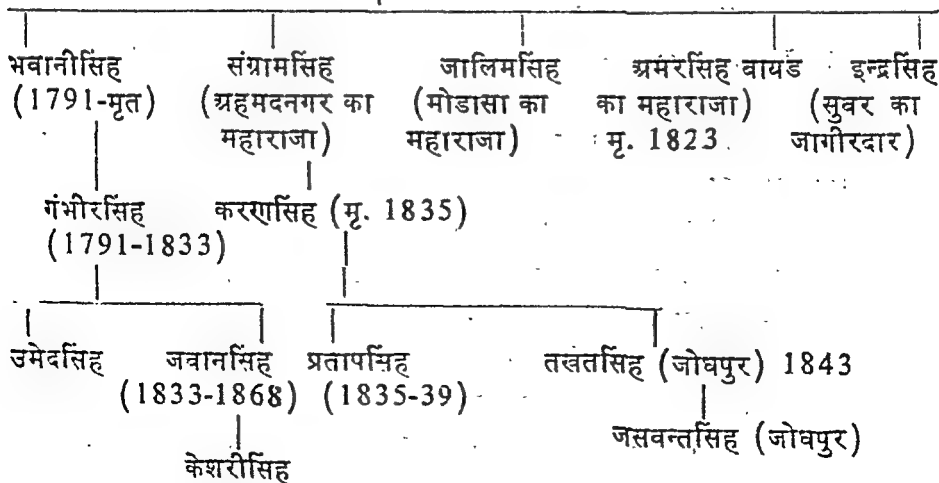 भवानीसिंह संग्रामसिंह जालिमसिंह अमरसिंह बायड इन्द्रसिंह
(1791-मृत) (अहमदनगर का (मोडासा का का महाराजा) (सुवर का
महाराजा) महाराजा) मृ. 1823 जागीरदार)
गंभीरसिंह करणसिंह (मृ. 1835)
(1791-1833)
उमेदसिंह जवानसिंह प्रतापसिंह तखतसिंह (जोधपुर) 1843
(1833-1868) (1835-39)
जसवन्तसिंह (जोधपुर)
केशरीसिंह